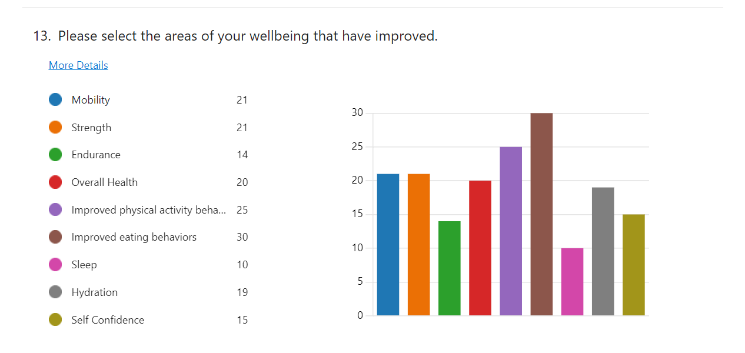 13. Please select the areas of your wellbeing that have improved.
More Details
Mobility 21
Strength 21
Endurance 14
Overall Health 20
Improved physical activity beha... 25
Improved eating behaviors 30
Sleep 10
Hydration 19
Self Confidence 15
30
25
20
15
10
5
0